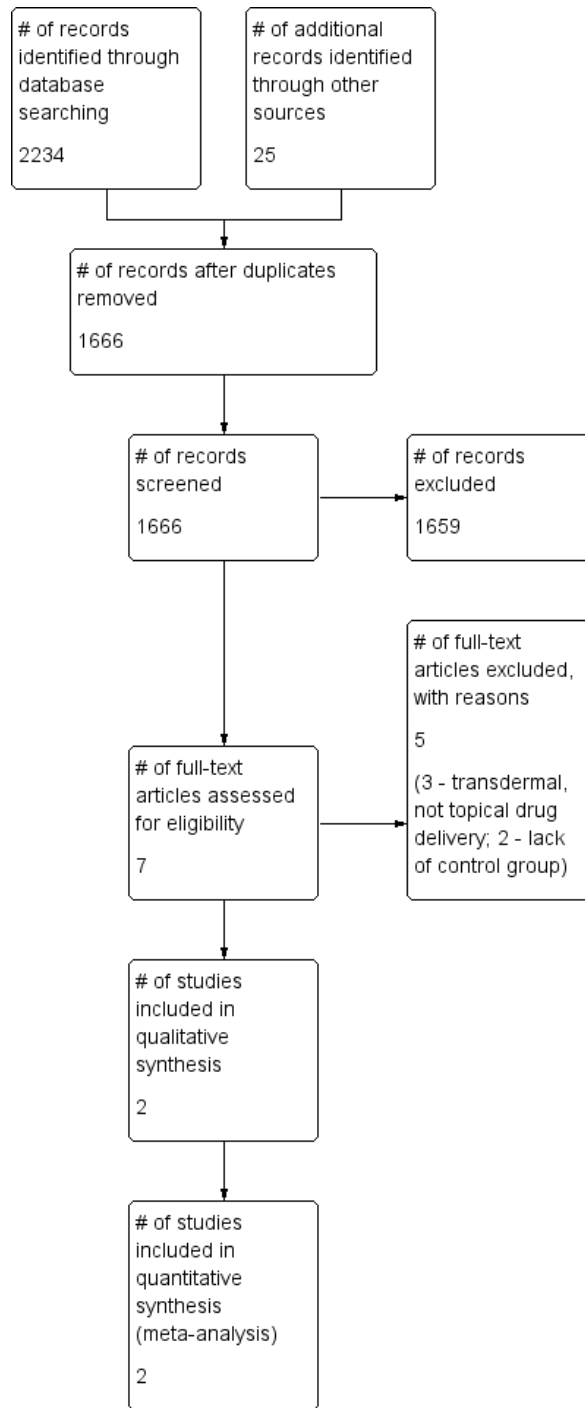 # of records
identified through
database
searching
2234
# of additional
records identified
through other
sources
25
# of records after duplicates
removed
1666
# of records
screened
1666
# of records
excluded
1659
# of full-text
articles excluded,
with reasons
5
(3 - transdermal,
not topical drug
delivery; 2 - lack
of control group)
# of full-text
articles assessed
for eligibility
7
# of studies
included in
qualitative
synthesis
2
# of studies
included in
quantitative
synthesis
(meta-analysis)
2